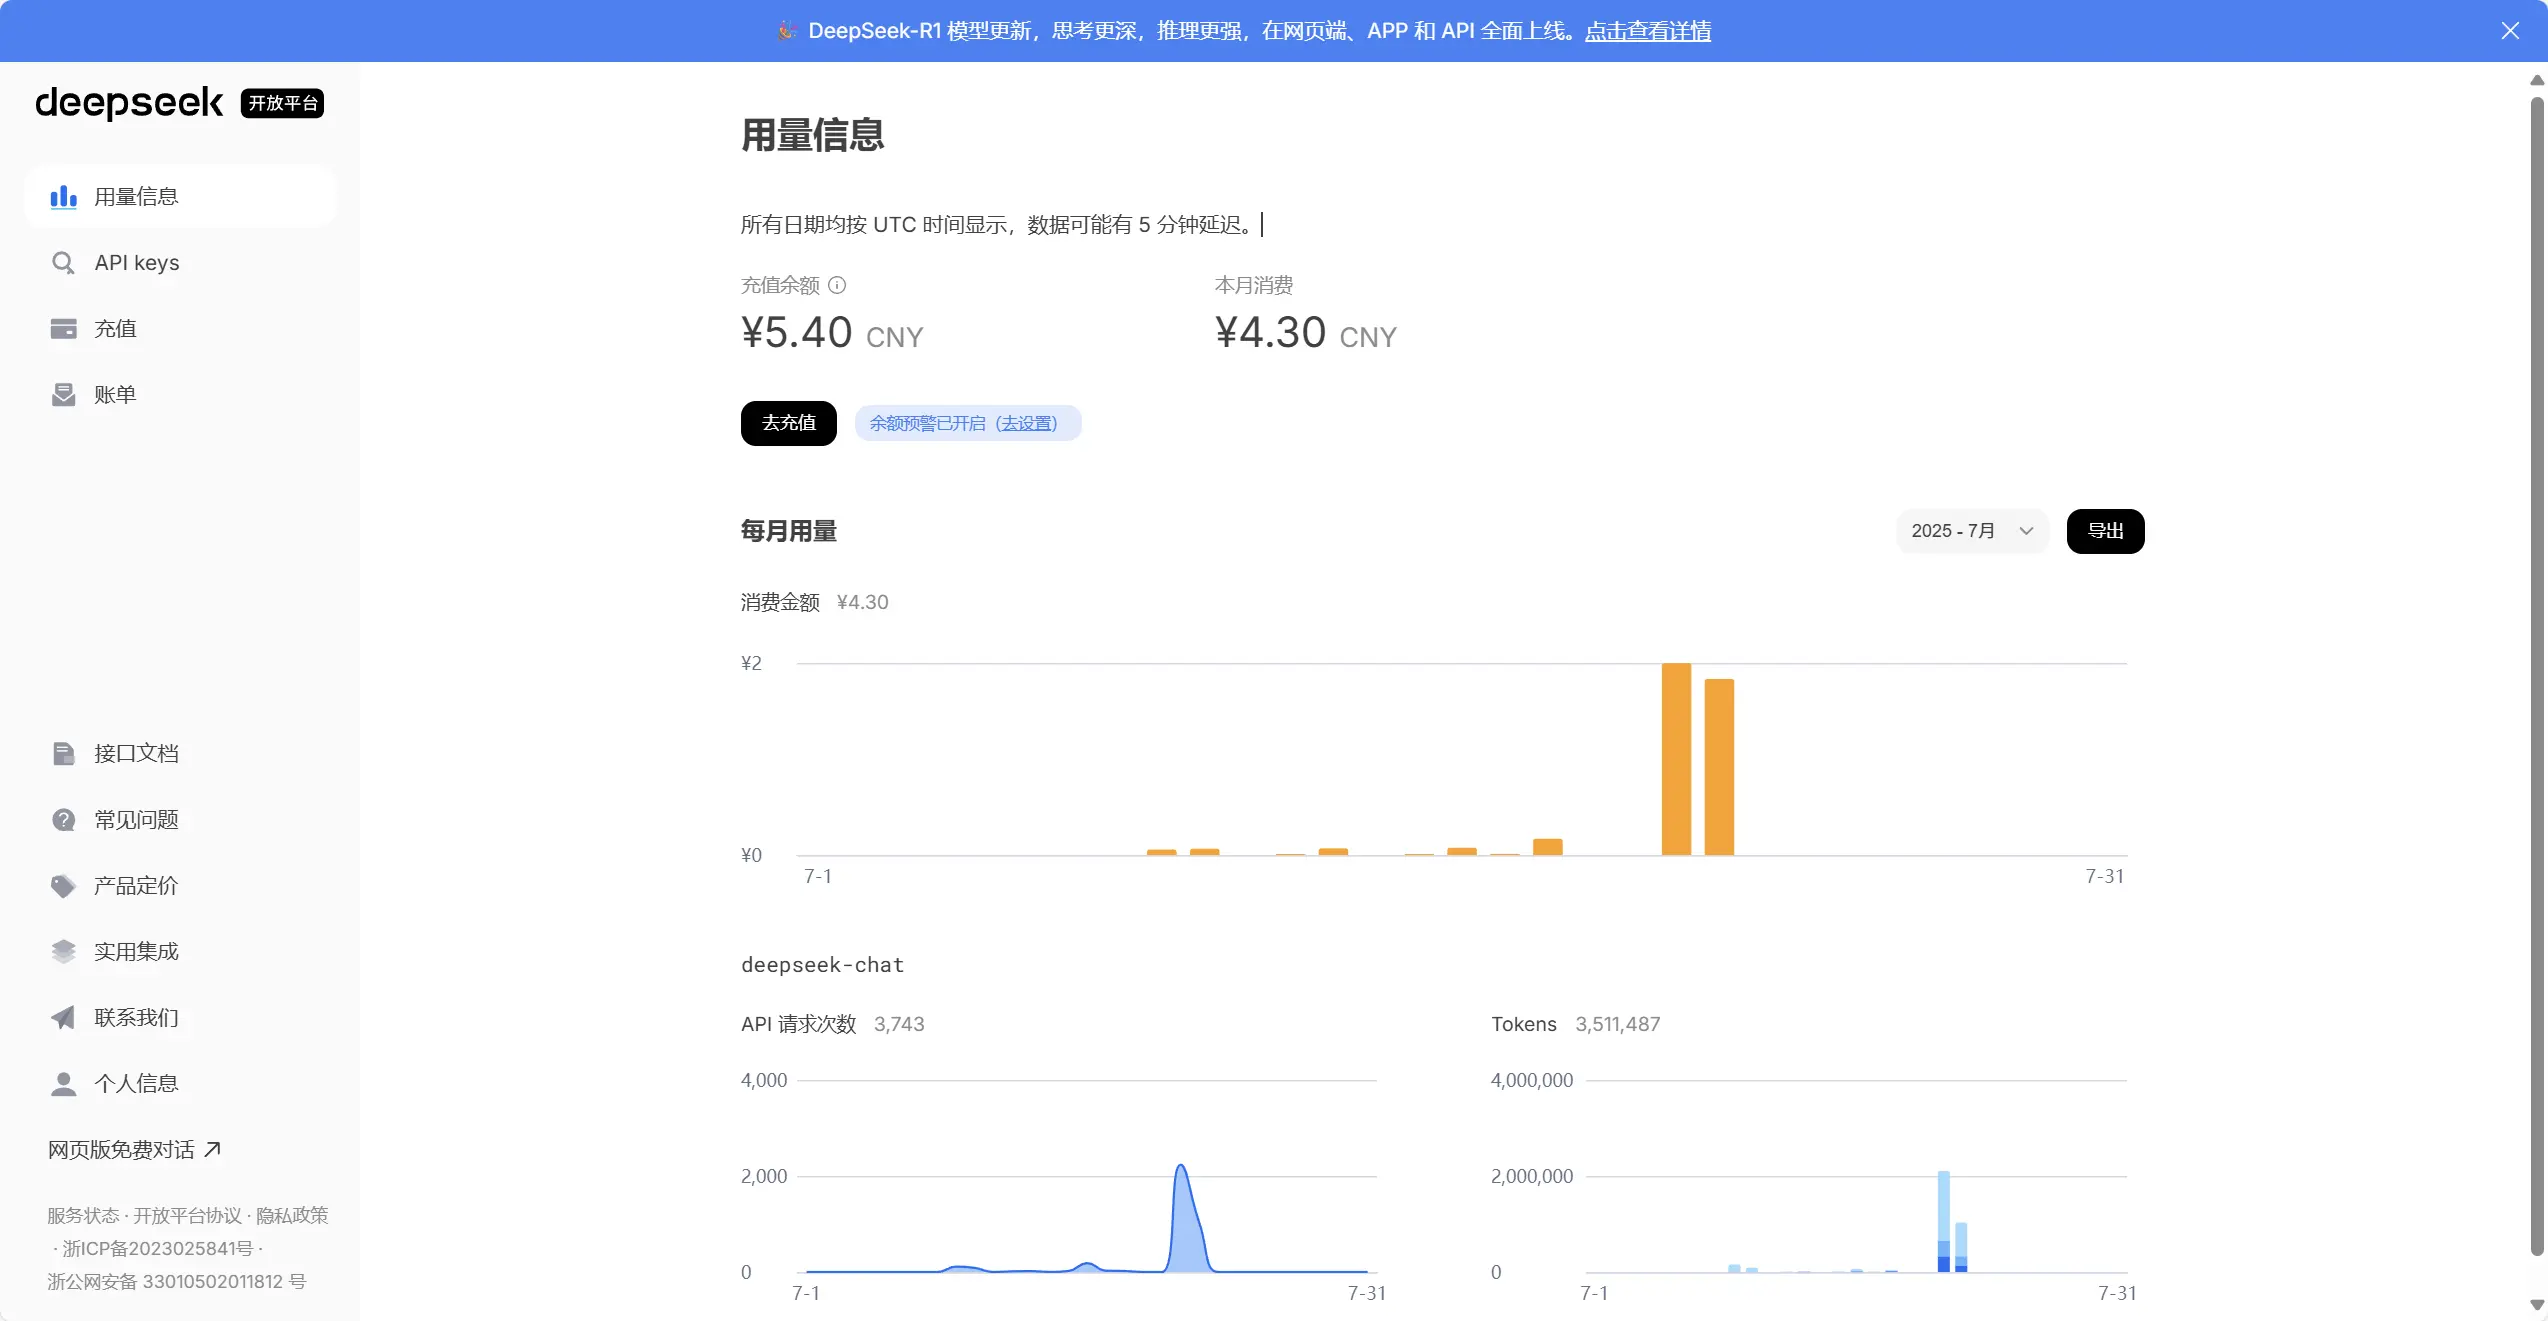 🎉 DeepSeek-R1 模型更新，思考更深，推理更强，在网页端、APP 和 API 全面上线。点击查看详情
deepseek 开放平台
用量信息
API keys
充值
账单
接口文档
常见问题
产品定价
实用集成
联系我们
个人信息
网页版免费对话
服务状态 · 开放平台协议 · 隐私政策
· 浙ICP备2023025841号 ·
浙公网安备 33010502011812 号
用量信息
所有日期均按 UTC 时间显示，数据可能有 5 分钟延迟。
充值余额
¥5.40 CNY
本月消费
¥4.30 CNY
去充值
余额预警已开启（去设置）
每月用量
2025 - 7月
导出
消费金额 ¥4.30
¥2
¥0
7-1
7-31
deepseek-chat
API 请求次数 3,743
4,000
2,000
0
7-1
7-31
Tokens 3,511,487
4,000,000
2,000,000
0
7-1
7-31